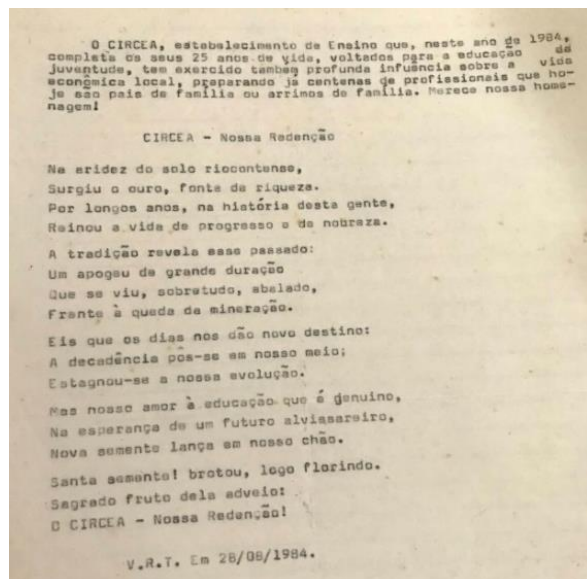 O CIRCEA, estabelecimento de Ensino que, neste ano de 1984,
completa os seus 25 anos de vida, voltados para a educação da
juventude, tem exercido tambem profunda infuência sobre a vida
econômica local, preparando já centenas de profissionais que ho-
je são pais de família ou arrimos de família. Merece nossa home-
nagem!
CIRCEA - Nossa Redenção
Na aridez do solo riocontense,
Surgiu o ouro, fonte de riqueza.
Por longos anos, na história desta gente,
Reinou a vida de progresso e de nobreza.
A tradição revela esse passado:
Um apogeu de grande duração
Que se viu, sobretudo, abalado,
Frente à queda da mineração.
Eis que os dias nos dão novo destino:
A decadência pôs-se em nosso meio;
Estagnou-se a nossa evolução.
Mas nosso amor à educação que é genuino,
Na esperança de um futuro alvissareiro,
Nova semente lança em nosso chão.
Santa semente! brotou, logo florindo.
Sagrado fruto dela adveio:
O CIRCEA - Nossa Redenção!
V.R.T. Em 28/08/1984.